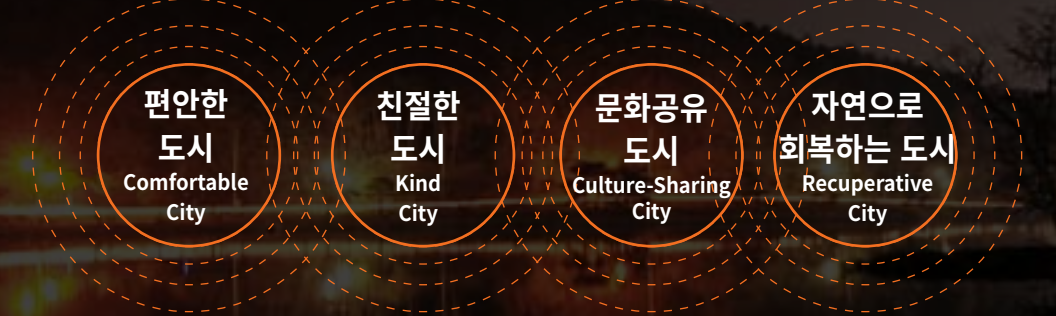 편안한
도시
Comfortable
City
친절한
도시
Kind
City
문화공유
도시
Culture-Sharing
City
자연으로
회복하는 도시
Recuperative
City